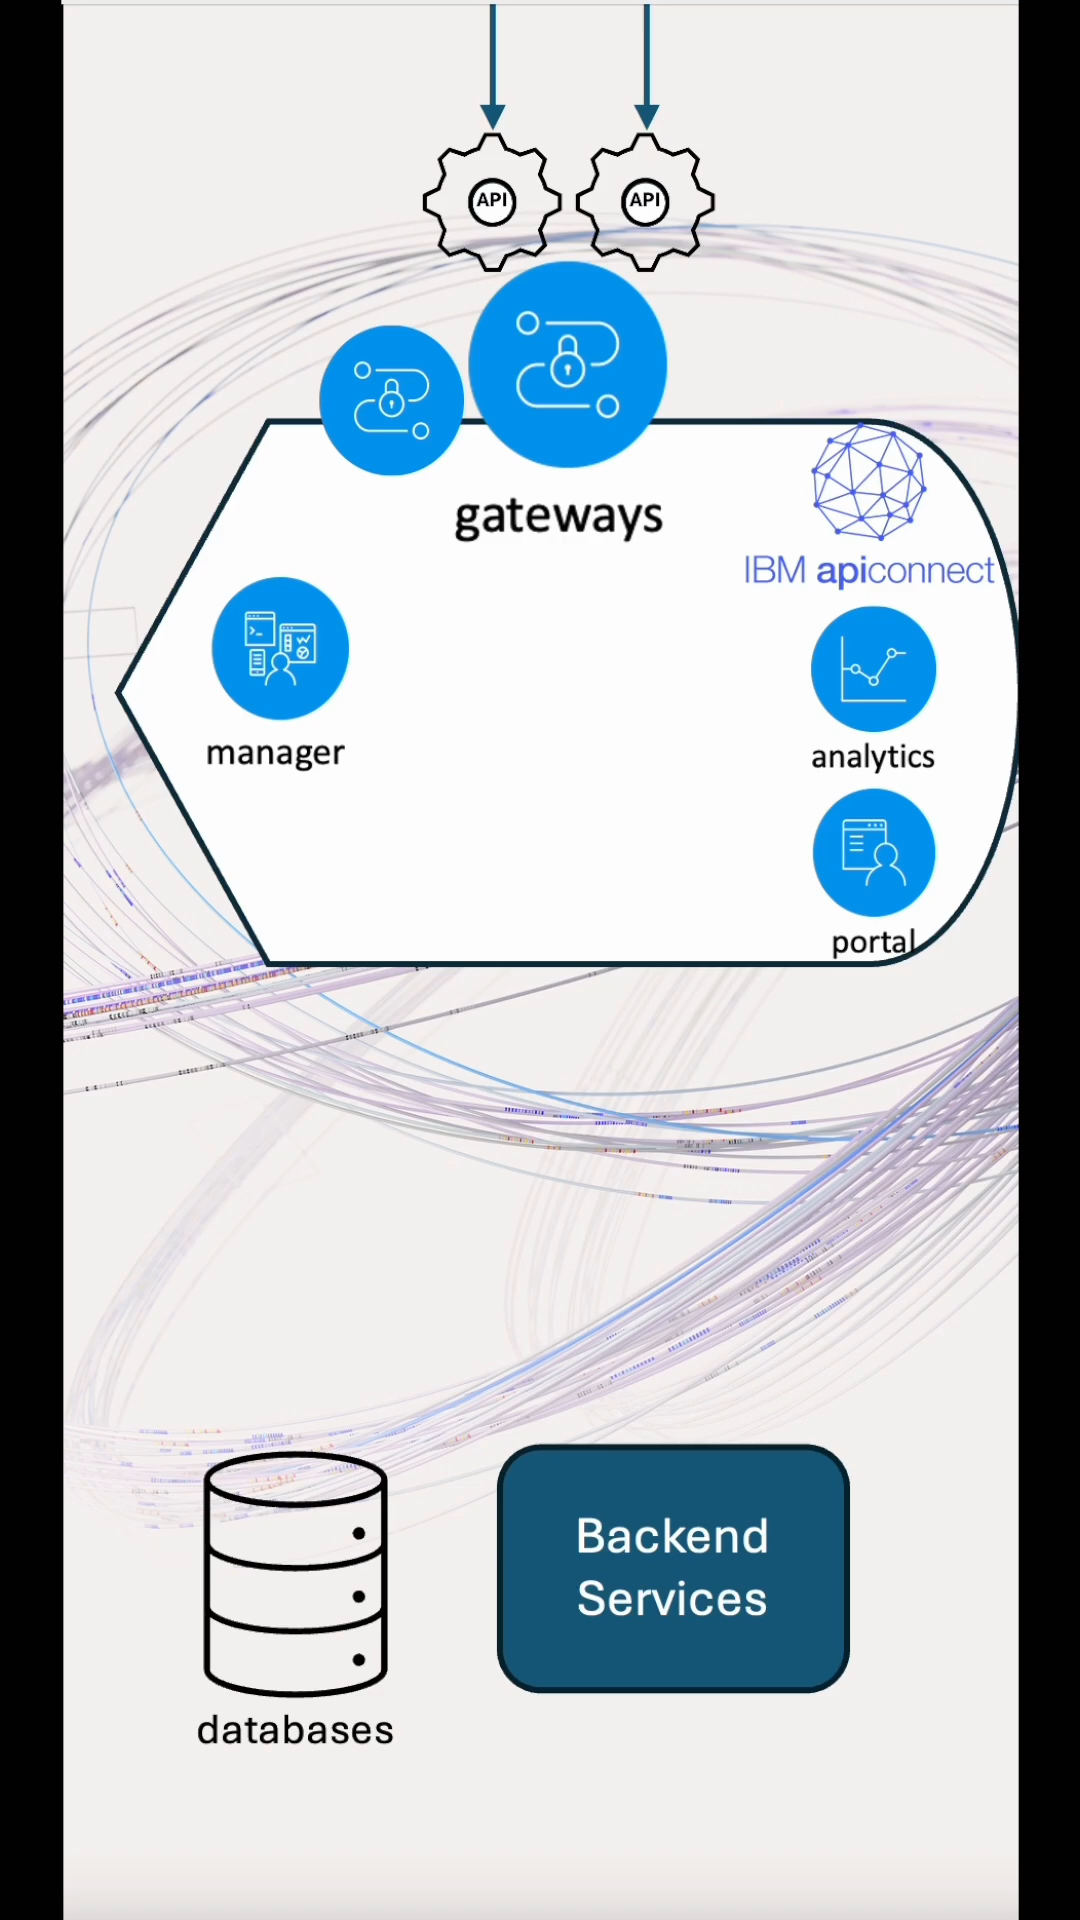 API
API
gateways
IBM apiconnect
manager
analytics
portal
Backend
Services
databases